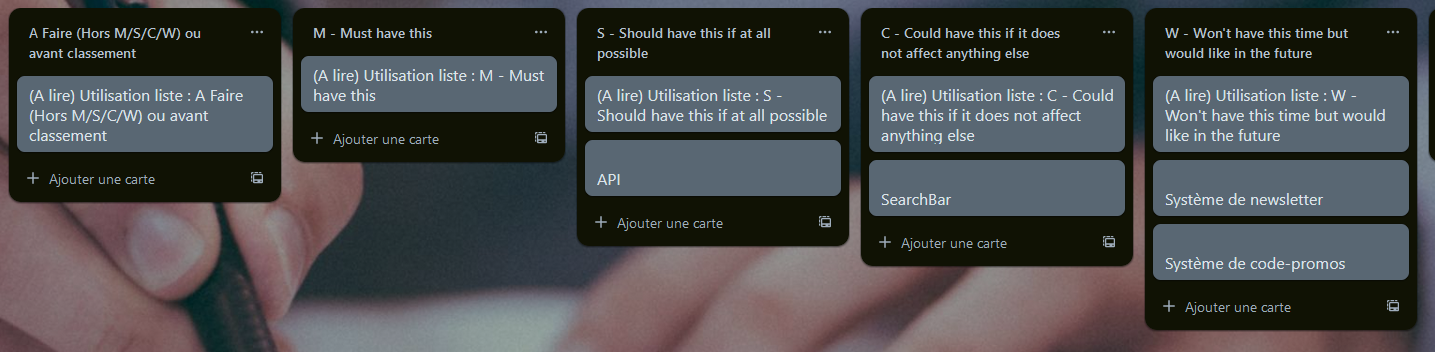 A Faire (Hors M/S/C/W) ou
avant classement
(A lire) Utilisation liste : A Faire
(Hors M/S/C/W) ou avant
classement
Ajouter une carte
M - Must have this
(A lire) Utilisation liste : M - Must
have this
Ajouter une carte
S - Should have this if at all
possible
(A lire) Utilisation liste : S -
Should have this if at all possible
API
Ajouter une carte
C - Could have this if it does
not affect anything else
(A lire) Utilisation liste : C - Could
have this if it does not affect
anything else
SearchBar
Ajouter une carte
W - Won't have this time but
would like in the future
(A lire) Utilisation liste : W -
Won't have this time but would
like in the future
Système de newsletter
Système de code-promos
Ajouter une carte